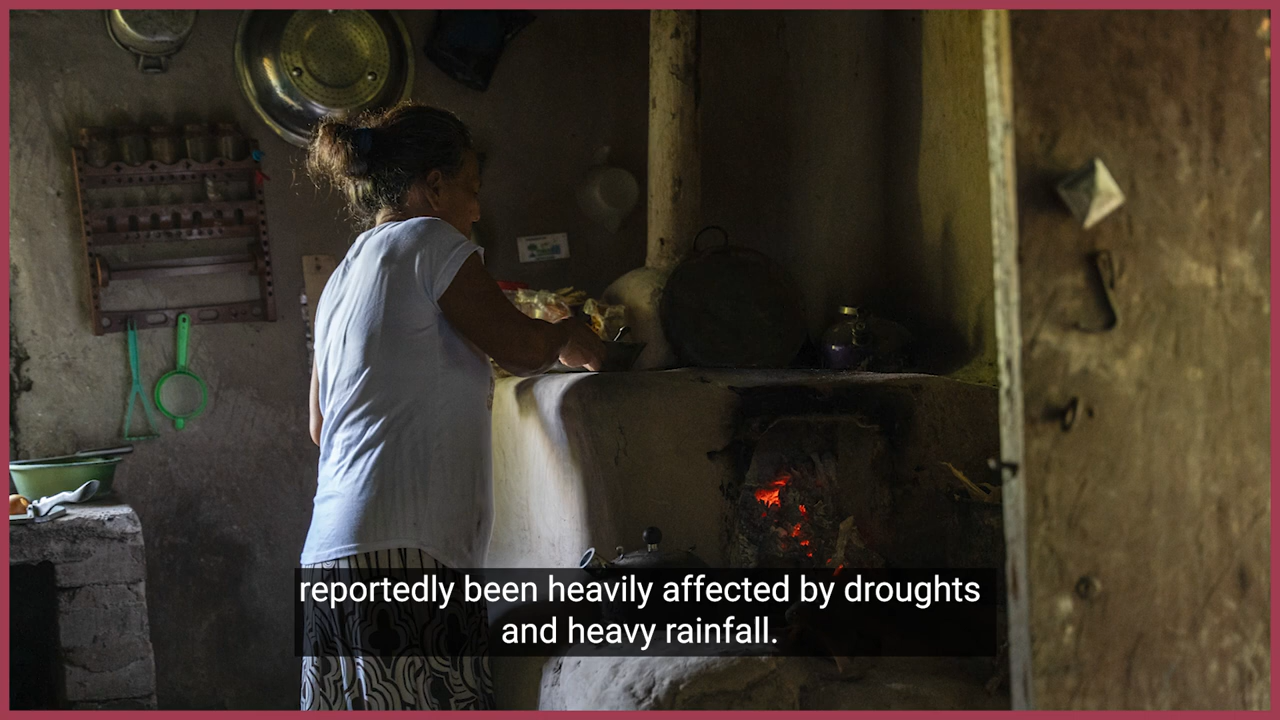 reportedly been heavily affected by droughts
and heavy rainfall.